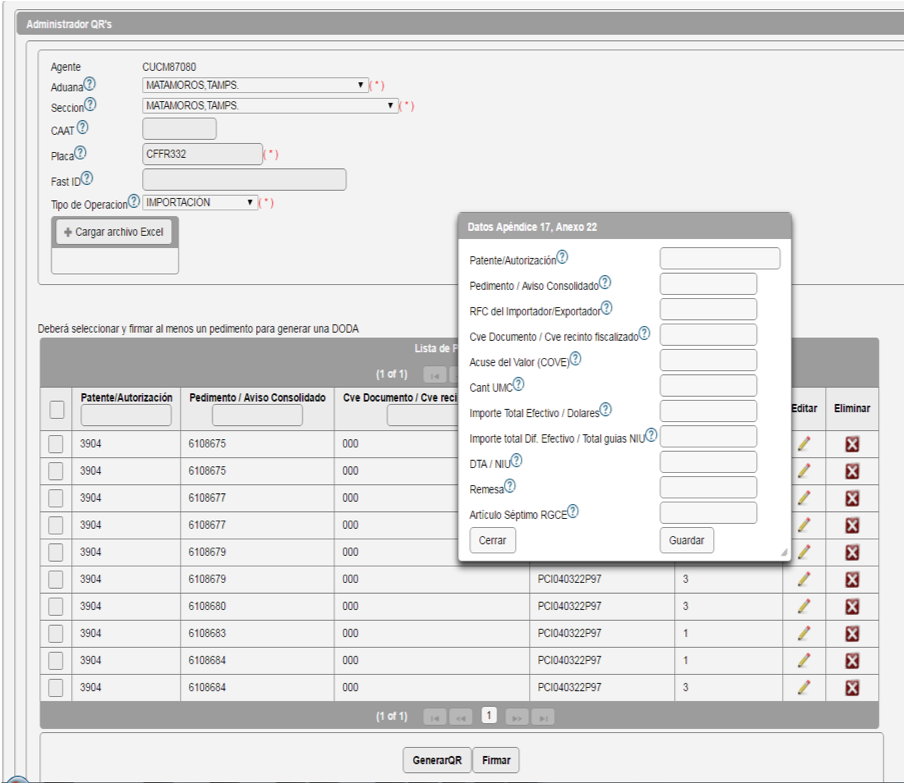 Administrador QR's
Agente CUCM87080
Aduana? MATAMOROS,TAMPS. (*)
Seccion? MATAMOROS,TAMPS. (*)
CAAT?
Placa? CFFR332 (*)
Fast ID?
Tipo de Operacion? IMPORTACION (*)
+ Cargar archivo Excel
Datos Apéndice 17, Anexo 22
Patente/Autorización?
Pedimento / Aviso Consolidado?
RFC del Importador/Exportador?
Cve Documento / Cve recinto fiscalizado?
Acuse del Valor (COVE)?
Cant UMC?
Importe Total Efectivo / Dolares?
Importe total Dif. Efectivo / Total guias NIU?
DTA / NIU?
Remesa?
Artículo Séptimo RGCE?
Cerrar Guardar
Deberá seleccionar y firmar al menos un pedimento para generar una DODA
Lista de P
(1 of 1)
Patente/Autorización Pedimento / Aviso Consolidado Cve Documento / Cve reci Editar Eliminar
3904 6108675 000
3904 6108675 000
3904 6108677 000
3904 6108677 000
3904 6108679 000
3904 6108679 000 PCI040322P97 3
3904 6108680 000 PCI040322P97 3
3904 6108683 000 PCI040322P97 1
3904 6108684 000 PCI040322P97 1
3904 6108684 000 PCI040322P97 3
(1 of 1) 1
GenerarQR Firmar